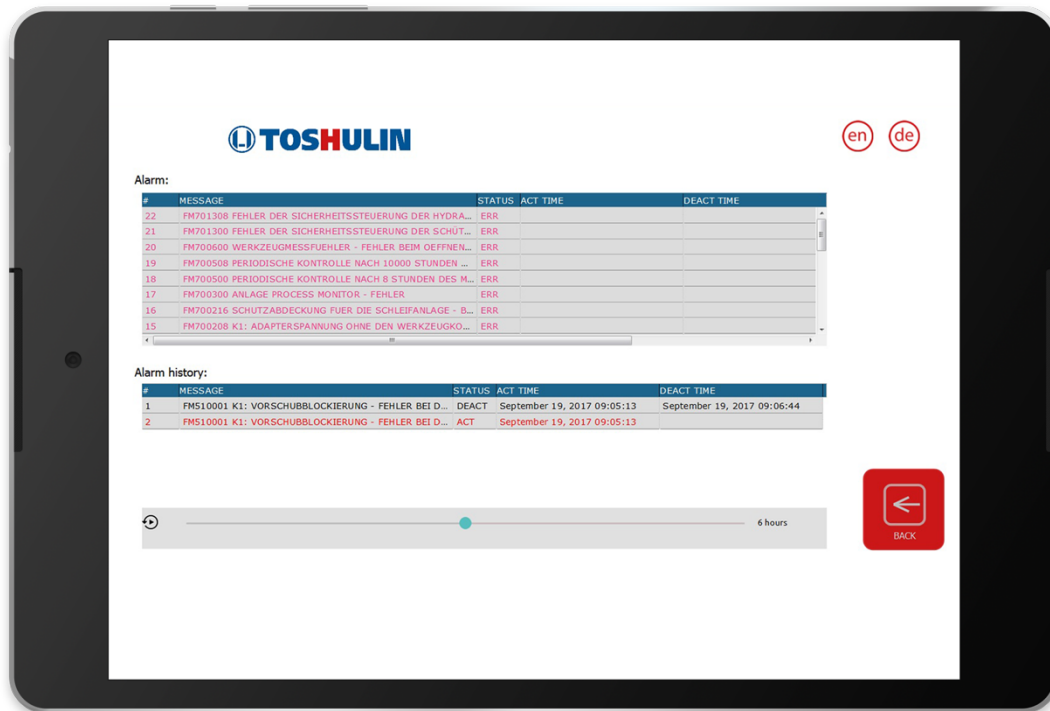 TOSHULIN
en de
Alarm:
# MESSAGE STATUS ACT TIME DEACT TIME
22 FM701308 FEHLER DER SICHERHEITSSTEUERUNG DER HYDRA... ERR
21 FM701300 FEHLER DER SICHERHEITSSTEUERUNG DER SCHÜT... ERR
20 FM700600 WERKZEUGMESSFUEHLER - FEHLER BEIM OEFFNEN... ERR
19 FM700508 PERIODISCHE KONTROLLE NACH 10000 STUNDEN ... ERR
18 FM700500 PERIODISCHE KONTROLLE NACH 8 STUNDEN DES M... ERR
17 FM700300 ANLAGE PROCESS MONITOR - FEHLER ERR
16 FM700216 SCHUTZABDECKUNG FUER DIE SCHLEIFANLAGE - B... ERR
15 FM700208 K1: ADAPTERSPANNUNG OHNE DEN WERKZEUGKO... ERR
Alarm history:
# MESSAGE STATUS ACT TIME DEACT TIME
1 FM510001 K1: VORSCHUBBLOCKIERUNG - FEHLER BEI D... DEACT September 19, 2017 09:05:13 September 19, 2017 09:06:44
2 FM510001 K1: VORSCHUBBLOCKIERUNG - FEHLER BEI D... ACT September 19, 2017 09:05:13
6 hours
BACK